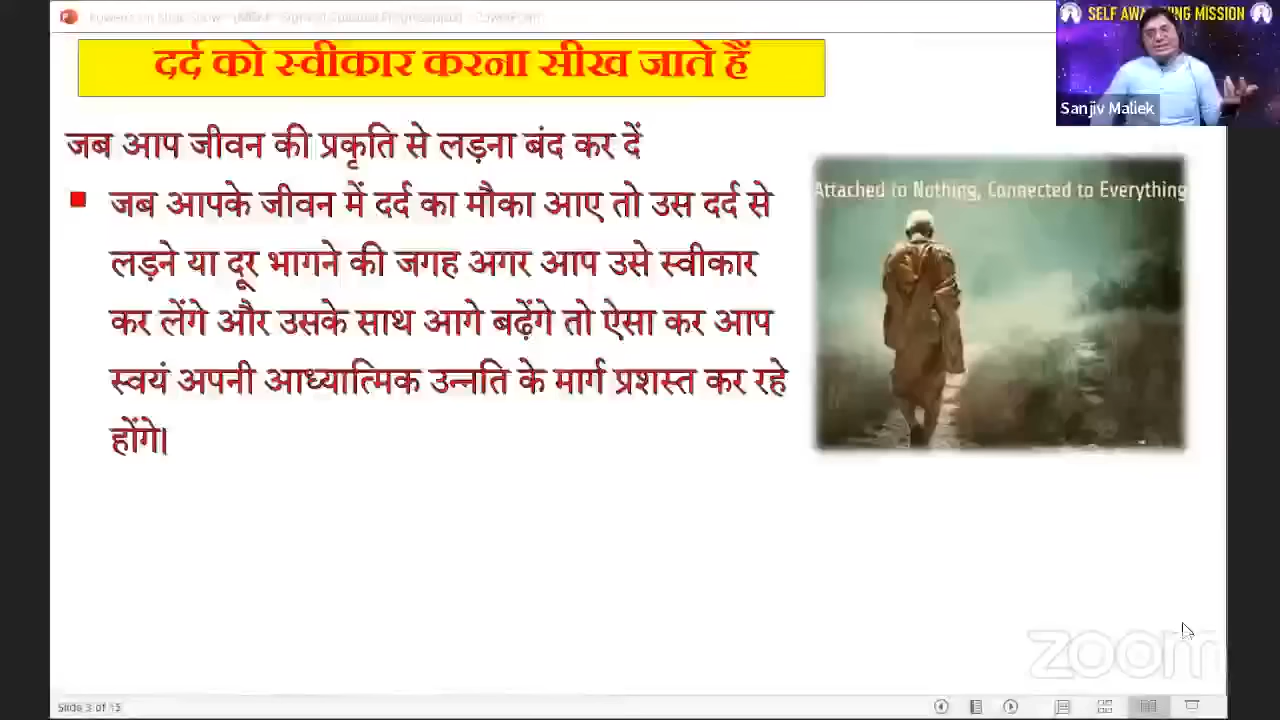 दर्द को स्वीकार करना सीख जाते हैं
SELF AWA NING MISSION
Sanjiv Maliek
जब आप जीवन की प्रकृति से लड़ना बंद कर दें
जब आपके जीवन में दर्द का मौका आए तो उस दर्द से
लड़ने या दूर भागने की जगह अगर आप उसे स्वीकार
कर लेंगे और उसके साथ आगे बढ़ेंगे तो ऐसा कर आप
स्वयं अपनी आध्यात्मिक उन्नति के मार्ग प्रशस्त कर रहे
होंगे।
Attached to Nothing, Connected to Everything
zoom
Slide 3 of 13